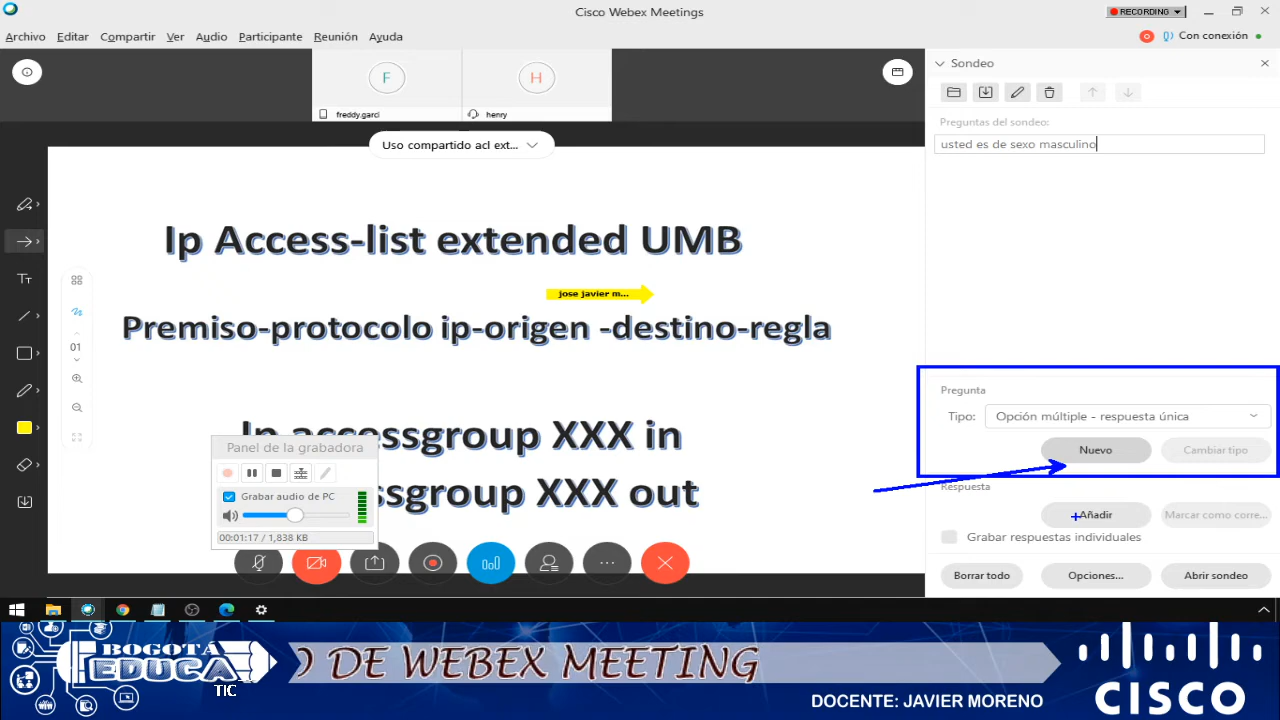 Cisco Webex Meetings
RECORDING
Archivo Editar Compartir Ver Audio Participante Reunión Ayuda
Con conexión
F
H
freddy.garci
henry
Uso compartido acl ext...
Ip Access-list extended UMB
jose javier m...
Premiso-protocolo ip-origen -destino-regla
Ip accessgroup XXX in
ssgroup XXX out
01
Panel de la grabadora
Grabar audio de PC
00:01:17 / 1,838 KB
Sondeo
Preguntas del sondeo:
usted es de sexo masculino
Pregunta
Tipo: Opción múltiple - respuesta única
Nuevo Cambiar tipo
Respuesta
Añadir Marcar como corre...
Grabar respuestas individuales
Borrar todo Opciones... Abrir sondeo
BOGOTA
EDUCA
TIC
O DE WEBEX MEETING
DOCENTE: JAVIER MORENO
CISCO